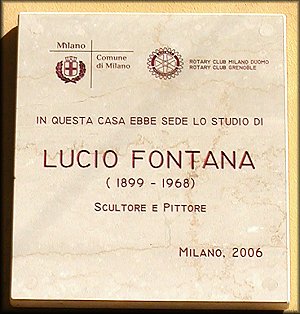 Milano
Comune
di Milano
ROTARY CLUB MILANO DUOMO
ROTARY CLUB GRENOBLE
IN QUESTA CASA EBBE SEDE LO STUDIO DI
LUCIO FONTANA
(1899 - 1968)
SCULTORE E PITTORE
MILANO, 2006